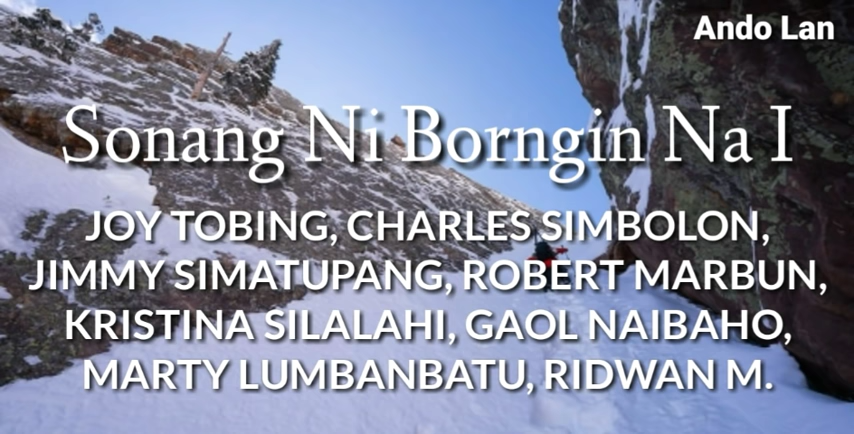 Ando Lan
Sonang Ni Borngin Na I
JOY TOBING, CHARLES SIMBOLON,
JIMMY SIMATUPANG, ROBERT MARBUN,
KRISTINA SILALAHI, GAOL NAIBAHO,
MARTY LUMBANBATU, RIDWAN M.